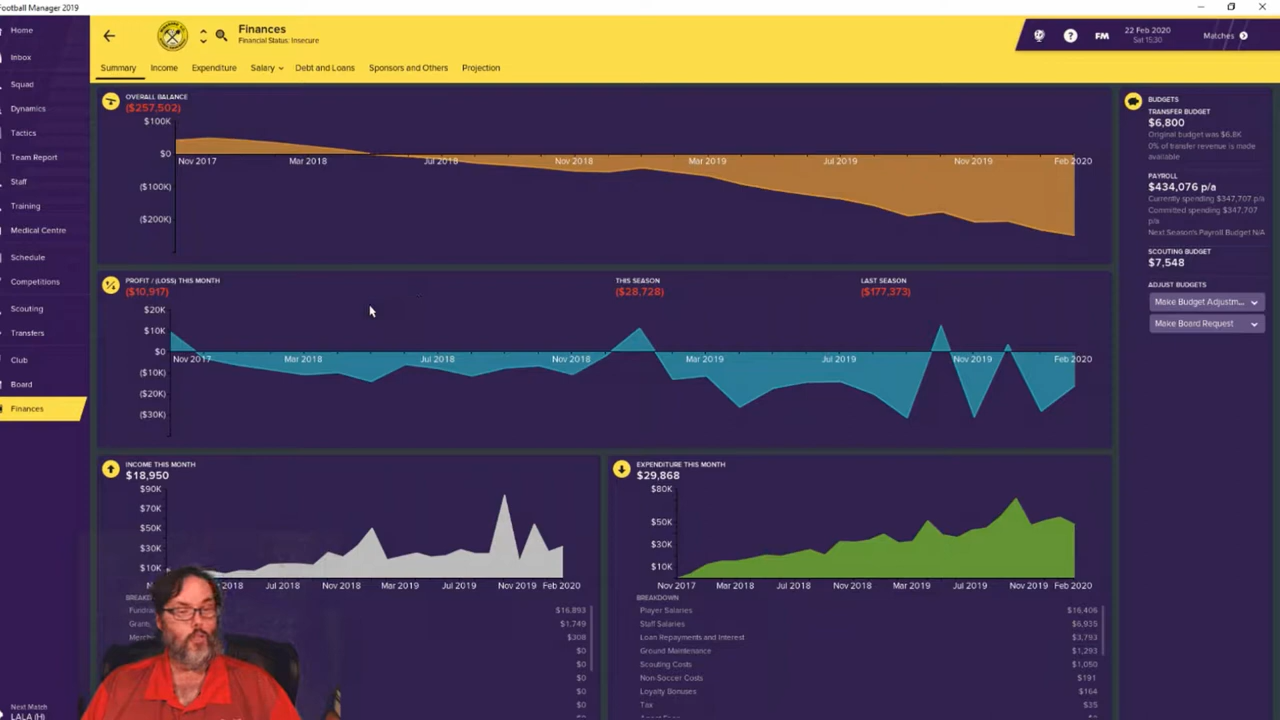 Football Manager 2019
Home
Inbox
Squad
Dynamics
Tactics
Team Report
Staff
Training
Medical Centre
Schedule
Competitions
Scouting
Transfers
Club
Board
Finances
Finances
Financial Status: Insecure
22 Feb 2020
Sat 15:30
FM
Matches
Summary
Income
Expenditure
Salary
Debt and Loans
Sponsors and Others
Projection
OVERALL BALANCE
($257,502)
$100K
$0
($100K)
($200K)
Nov 2017
Mar 2018
Jul 2018
Nov 2018
Mar 2019
Jul 2019
Nov 2019
Feb 2020
PROFIT / (LOSS) THIS MONTH
($10,917)
THIS SEASON
($28,728)
LAST SEASON
($177,373)
$20K
$10K
$0
($10K)
($20K)
($30K)
Nov 2017
Mar 2018
Jul 2018
Nov 2018
Mar 2019
Jul 2019
Nov 2019
Feb 2020
INCOME THIS MONTH
$18,950
$90K
$70K
$50K
$30K
$10K
2018
Jul 2018
Nov 2018
Mar 2019
Jul 2019
Nov 2019
Feb 2020
$16,893
$1,749
$308
$0
$0
$0
$0
$0
EXPENDITURE THIS MONTH
$29,868
$80K
$50K
$30K
$10K
Nov 2017
Mar 2018
Jul 2018
Nov 2018
Mar 2019
Jul 2019
Nov 2019
Feb 2020
BREAKDOWN
Player Salaries $16,406
Staff Salaries $6,935
Loan Repayments and Interest $3,793
Ground Maintenance $1,293
Scouting Costs $1,050
Non-Soccer Costs $191
Loyalty Bonuses $164
Tax $35
BUDGETS
TRANSFER BUDGET
$6,800
Original budget was $6.8K
0% of transfer revenue is made
available
PAYROLL
$434,076 p/a
Currently spending $347,707 p/a
Committed spending $347,707
p/a
Next Season's Payroll Budget N/A
SCOUTING BUDGET
$7,548
ADJUST BUDGETS
Make Budget Adjustm...
Make Board Request
Next Match
LALA (H)